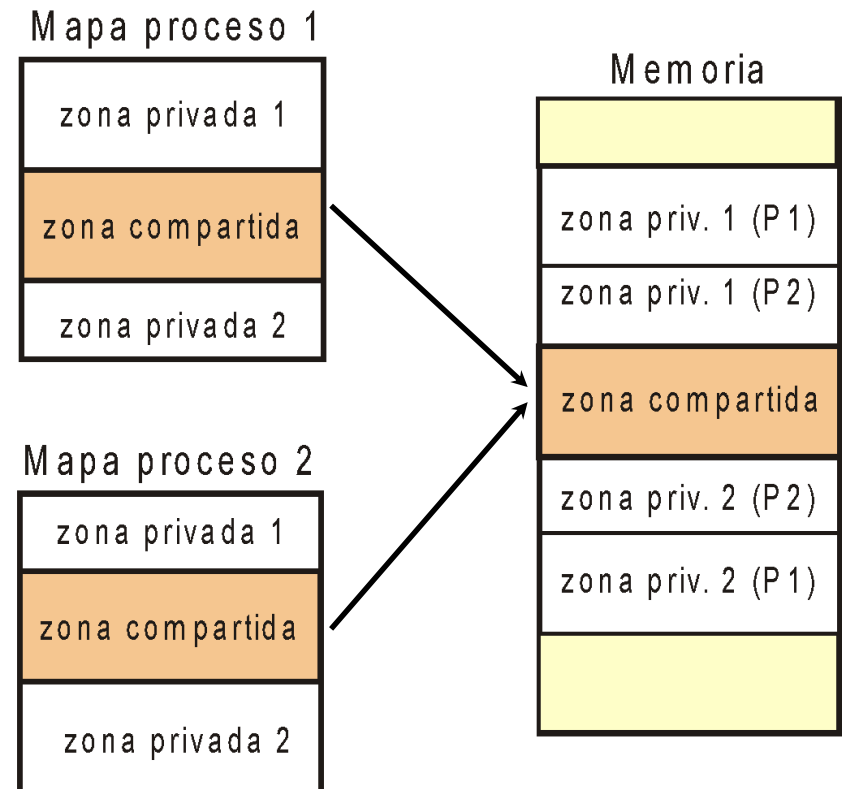 Mapa proceso 1
zona privada 1
zona compartida
zona privada 2
Mapa proceso 2
zona privada 1
zona compartida
zona privada 2
Memoria
zona priv. 1 (P1)
zona priv. 1 (P2)
zona compartida
zona priv. 2 (P2)
zona priv. 2 (P1)